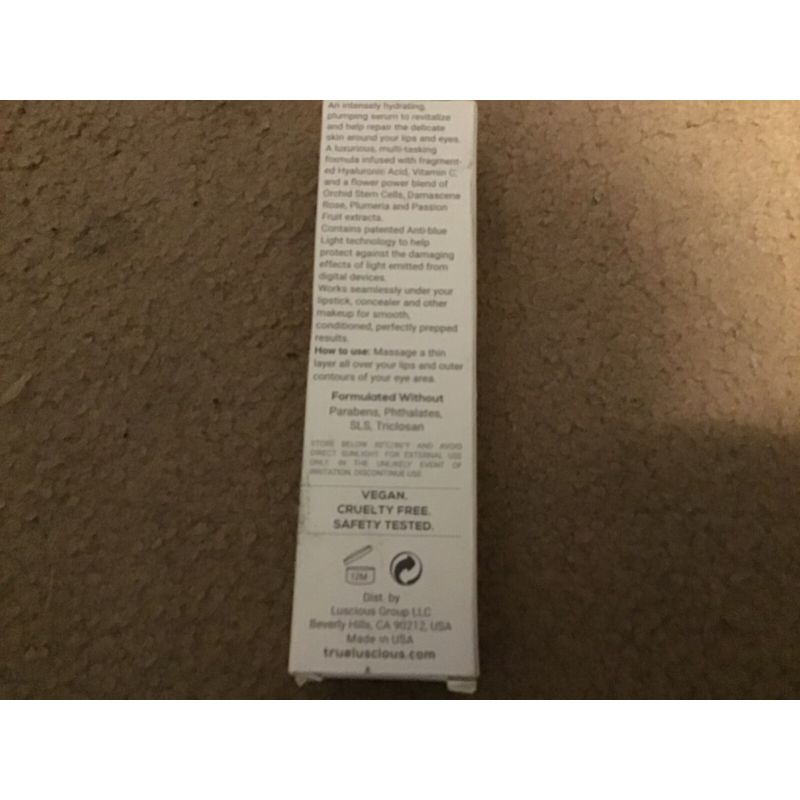 An intensely hydrating,
plumping serum to revitalize
and help repair the delicate
skin around your lips and eyes.
A luxurious, multi-tasking
formula infused with fragment-
ed Hyaluronic Acid, Vitamin C,
and a flower power blend of
Orchid Stem Cells, Damascena
Rose, Plumeria and Passion
Fruit extracts.
Contains patented Anti-blue
Light technology to help
protect against the damaging
effects of light emitted from
digital devices.
Works seamlessly under your
lipstick, concealer and other
makeup for smooth,
conditioned, perfectly prepped
results.
How to use: Massage a thin
layer all over your lips and outer
contours of your eye area.
Formulated Without
Parabens, Phthalates,
SLS, Triclosan
STORE BELOW 30°C/86°F AND AVOID
DIRECT SUNLIGHT. FOR EXTERNAL USE
ONLY. IN THE UNLIKELY EVENT OF
IRRITATION, DISCONTINUE USE.
VEGAN.
CRUELTY FREE.
SAFETY TESTED.
12M
Dist. by
Luscious Group LLC
Beverly Hills, CA 90212, USA
Made in USA
trueluscious.com